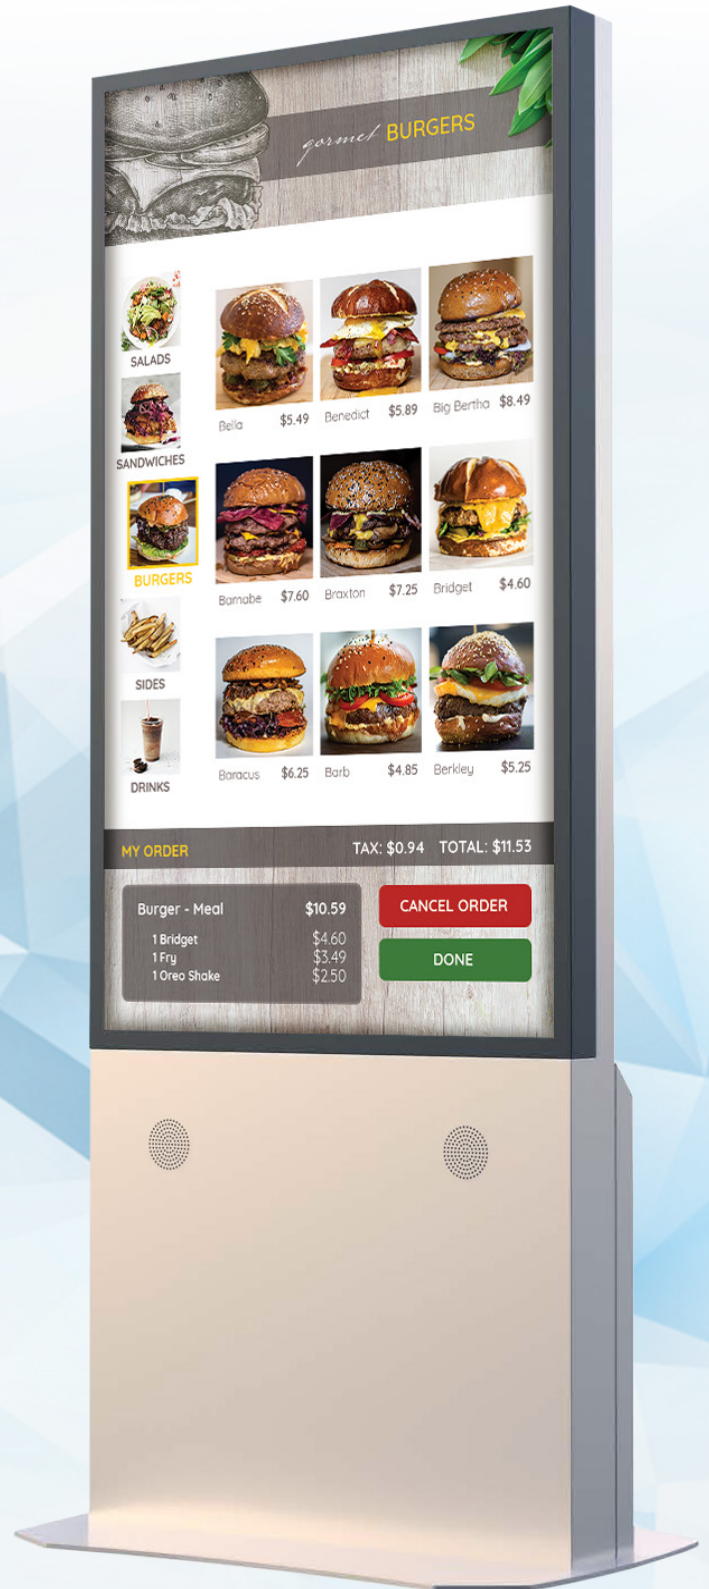 gormet BURGERS
SALADS
SANDWICHES
BURGERS
SIDES
DRINKS
Bella $5.49 Benedict $5.89 Big Bertha $8.49
Barnabe $7.60 Braxton $7.25 Bridget $4.60
Baracus $6.25 Barb $4.85 Berkley $5.25
MY ORDER TAX: $0.94 TOTAL: $11.53
Burger - Meal $10.59
1 Bridget $4.60
1 Fry $3.49
1 Oreo Shake $2.50
CANCEL ORDER
DONE